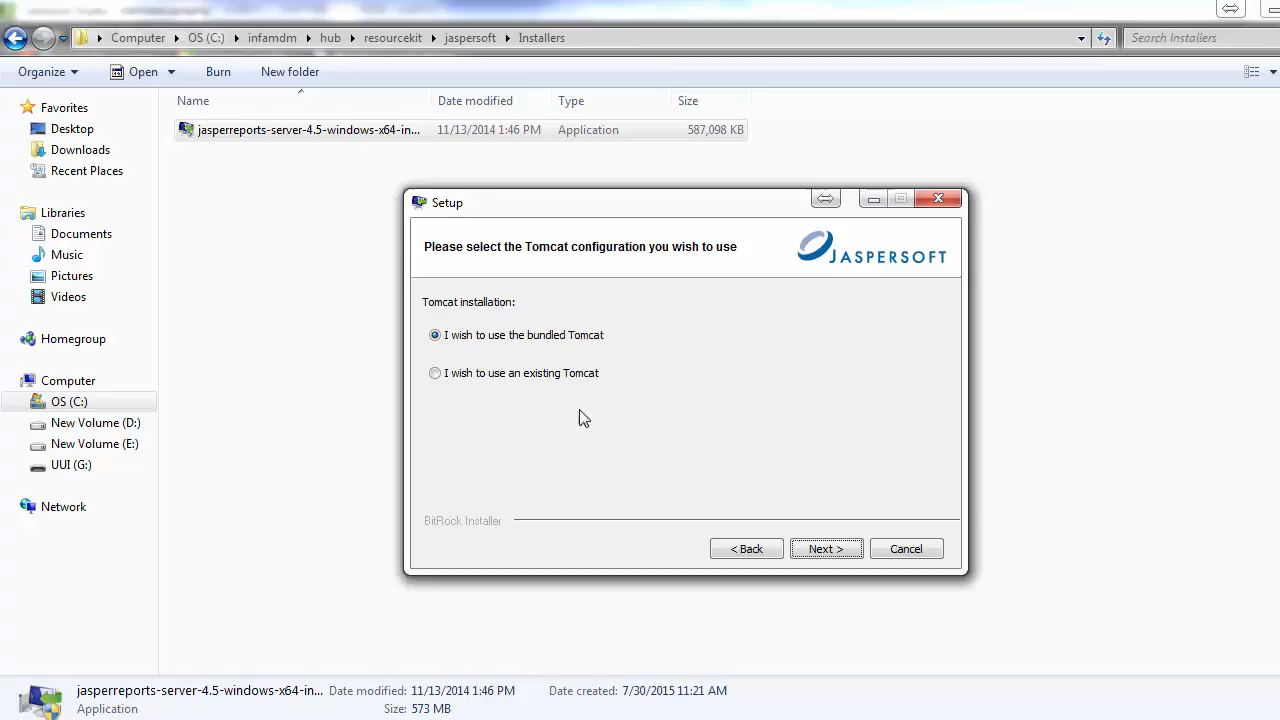 Computer OS (C:) infamdm hub resourcekit jaspersoft Installers Search Installers
Organize Open Burn New folder
Name Date modified Type Size
Favorites
Desktop
Downloads
Recent Places
Libraries
Documents
Music
Pictures
Videos
Homegroup
Computer
OS (C:)
New Volume (D:)
New Volume (E:)
UUI (G:)
Network
jasperreports-server-4.5-windows-x64-in... 11/13/2014 1:46 PM Application 587,098 KB
Setup
Please select the Tomcat configuration you wish to use
JASPERSOFT
Tomcat installation:
I wish to use the bundled Tomcat
I wish to use an existing Tomcat
BitRock Installer
< Back Next > Cancel
jasperreports-server-4.5-windows-x64-in... Date modified: 11/13/2014 1:46 PM Date created: 7/30/2015 11:21 AM
Application Size: 573 MB